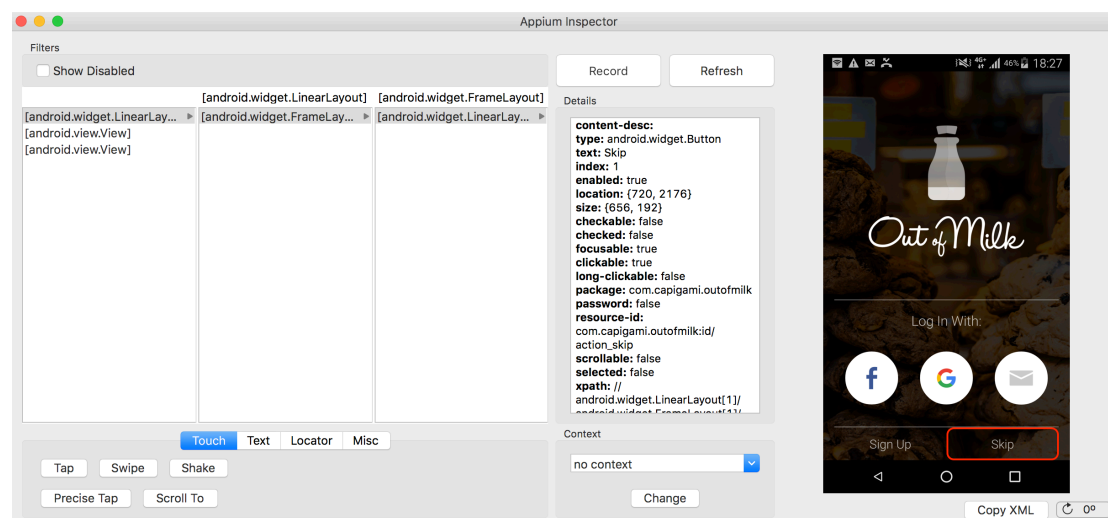 Appium Inspector
Filters
Show Disabled
[android.widget.LinearLayout] [android.widget.FrameLayout]
[android.widget.LinearLay... [android.widget.FrameLay... [android.widget.LinearLay...
[android.view.View]
[android.view.View]
Record Refresh
Details
content-desc:
type: android.widget.Button
text: Skip
index: 1
enabled: true
location: {720, 2176}
size: {656, 192}
checkable: false
checked: false
focusable: true
clickable: true
long-clickable: false
package: com.capigami.outofmilk
password: false
resource-id:
com.capigami.outofmilk:id/
action_skip
scrollable: false
selected: false
xpath: //
android.widget.LinearLayout[1]/
android.widget.FrameLayout[1]/
Touch Text Locator Misc
Tap Swipe Shake
Precise Tap Scroll To
Context
no context
Change
4G 46% 18:27
Out of Milk
Log In With:
f G
Sign Up Skip
Copy XML 0º